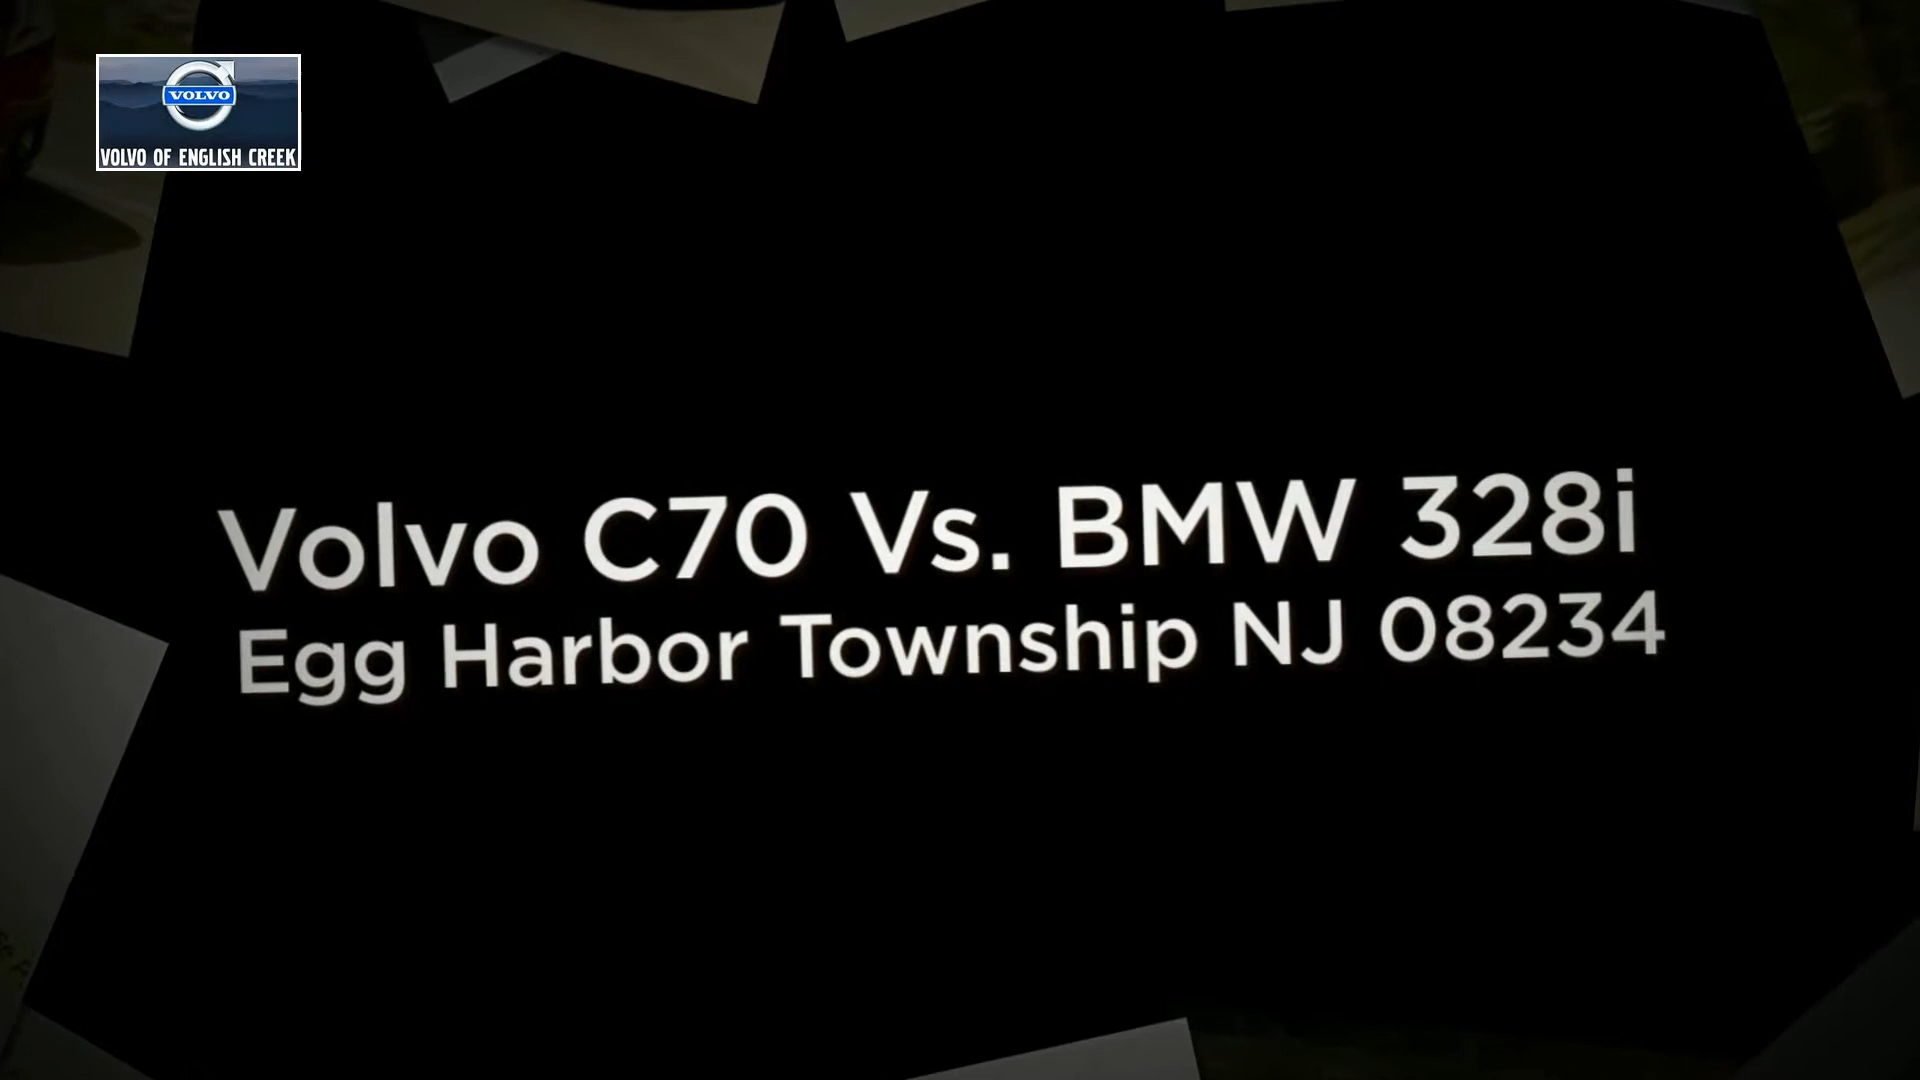 VOLVO
VOLVO OF ENGLISH CREEK
Volvo C70 Vs. BMW 328i
Egg Harbor Township NJ 08234